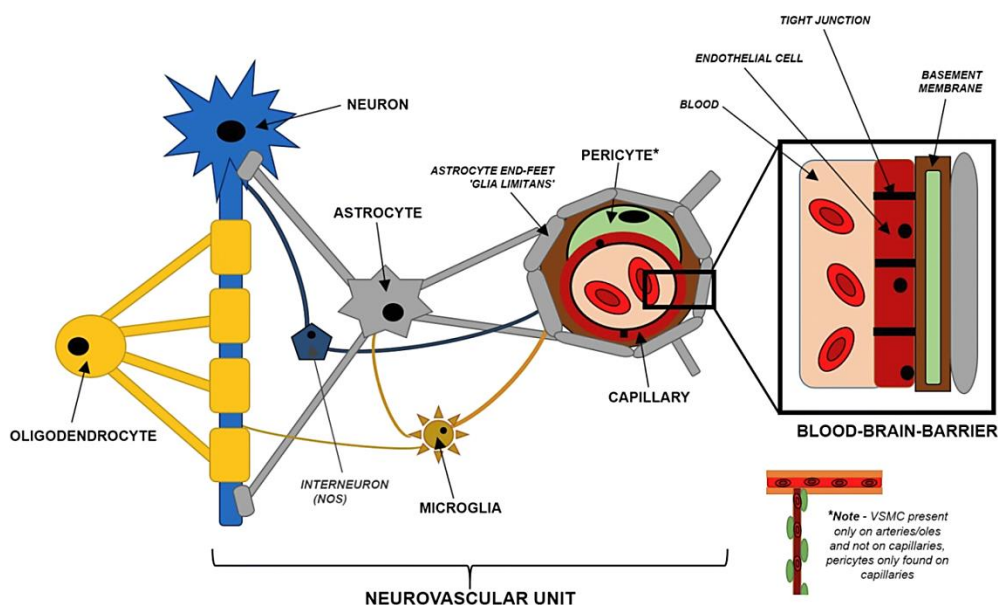 TIGHT JUNCTION
ENDOTHELIAL CELL
BASEMENT
MEMBRANE
BLOOD
NEURON
PERICYTE*
ASTROCYTE END-FEET
'GLIA LIMITANS'
ASTROCYTE
CAPILLARY
OLIGODENDROCYTE
BLOOD-BRAIN-BARRIER
INTERNEURON
(NOS)
MICROGLIA
*Note - VSMC present
only on arteries/oles
and not on capillaries,
pericytes only found on
capillaries
NEUROVASCULAR UNIT